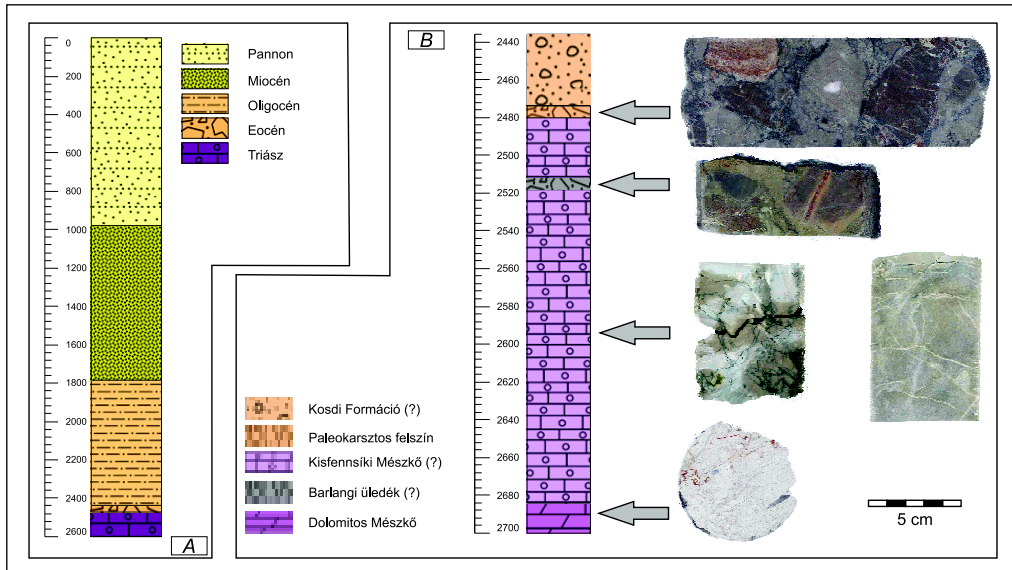 0
200
400
600
800
1000
1200
1400
1600
1800
2000
2200
2400
2600
Pannon
Miocén
Oligocén
Eocén
Triász
A
B
2440
2460
2480
2500
2520
2540
2560
2580
2600
2620
2640
2660
2680
2700
Kosdi Formáció (?)
Paleokarsztos felszín
Kisfennsíki Mészkő (?)
Barlangi üledék (?)
Dolomitos Mészkő
5 cm